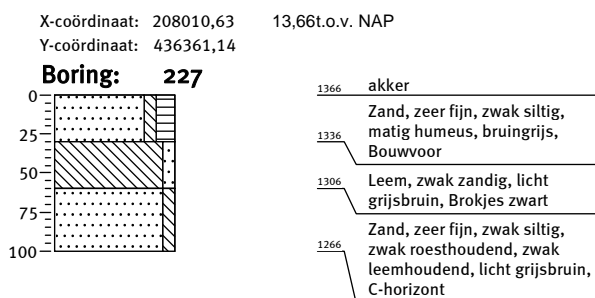 X-coördinaat: 208010,63 13,66t.o.v. NAP
Y-coördinaat: 436361,14
Boring: 227
0
25
50
75
100
1366 akker
Zand, zeer fijn, zwak siltig,
1336 matig humeus, bruingrijs,
Bouwvoor
1306 Leem, zwak zandig, licht
grijsbruin, Brokjes zwart
Zand, zeer fijn, zwak siltig,
1266 zwak roesthoudend, zwak
leemhoudend, licht grijsbruin,
C-horizont